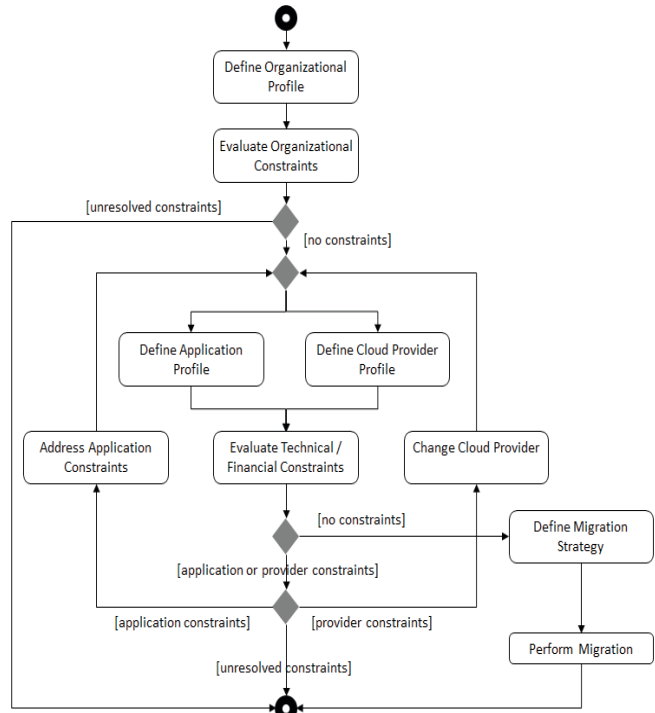 Define Organizational
Profile
Evaluate Organizational
Constraints
[unresolved constraints]
[no constraints]
Define Application
Profile
Define Cloud Provider
Profile
Address Application
Constraints
Evaluate Technical /
Financial Constraints
Change Cloud Provider
[no constraints]
Define Migration
Strategy
[application or provider constraints]
[application constraints]
[provider constraints]
Perform Migration
[unresolved constraints]